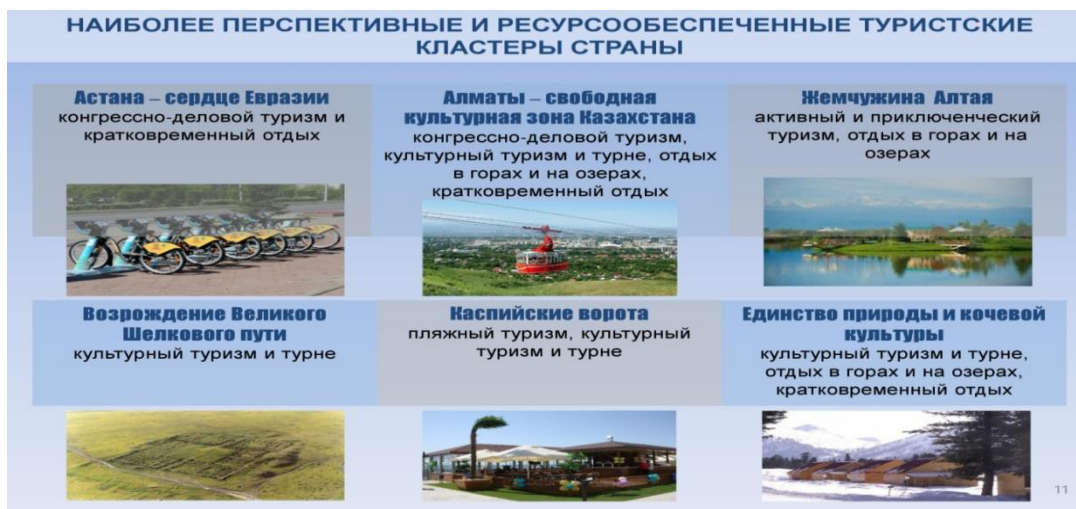 НАИБОЛЕЕ ПЕРСПЕКТИВНЫЕ И РЕСУРСООБЕСПЕЧЕННЫЕ ТУРИСТСКИЕ
КЛАСТЕРЫ СТРАНЫ
Астана – сердце Евразии
конгрессно-деловой туризм и
кратковременный отдых
Алматы – свободная
культурная зона Казахстана
конгрессно-деловой туризм,
культурный туризм и турне, отдых
в горах и на озерах,
кратковременный отдых
Жемчужина Алтая
активный и приключенческий
туризм, отдых в горах и на
озерах
Возрождение Великого
Шелкового пути
культурный туризм и турне
Каспийские ворота
пляжный туризм, культурный
туризм и турне
Единство природы и кочевой
культуры
культурный туризм и турне,
отдых в горах и на озерах,
кратковременный отдых
11